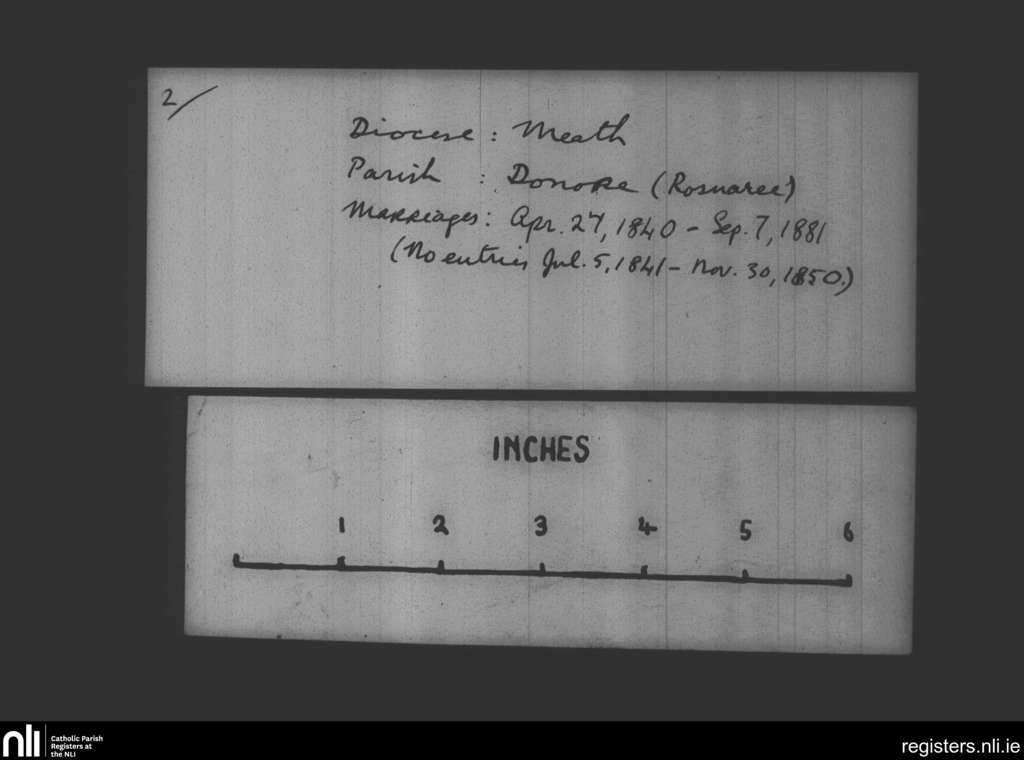 2/
Diocese : Meath
Parish : Donore (Rosnaree)
Marriages : Apr. 27, 1840 - Sep. 7, 1881
(No entries Jul. 5, 1841 - Nov. 30, 1850.)
INCHES
1 2 3 4 5 6
nli
Catholic Parish
Registers at
the NLI
registers.nli.ie